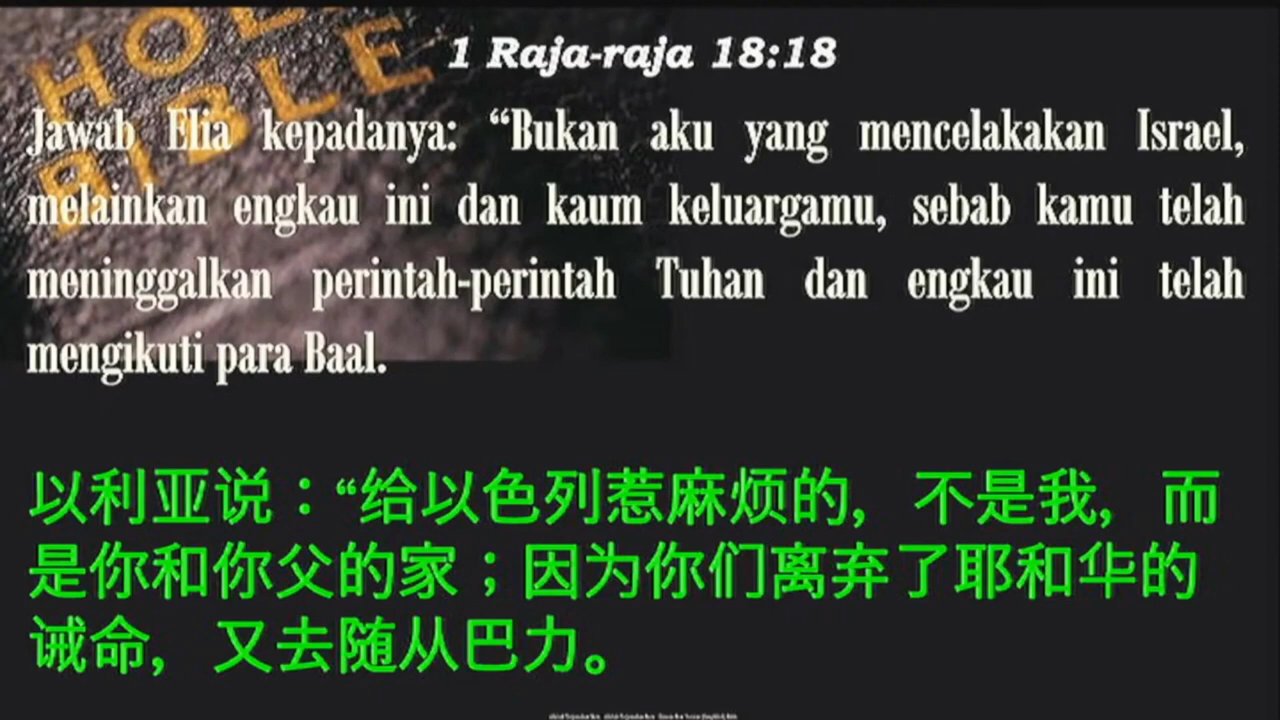 HOLY
BIBLE
1 Raja-raja 18:18
Jawab Elia kepadanya: “Bukan aku yang mencelakakan Israel,
melainkan engkau ini dan kaum keluargamu, sebab kamu telah
meninggalkan perintah-perintah Tuhan dan engkau ini telah
mengikuti para Baal.
以利亚说：“给以色列惹麻烦的，不是我，而
是你和你父的家；因为你们离弃了耶和华的
诫命，又去随从巴力。